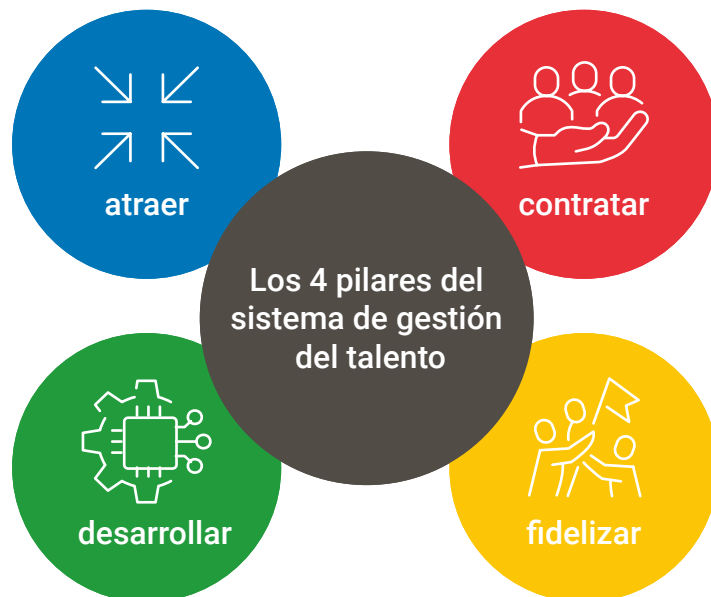 atraer
contratar
Los 4 pilares del
sistema de gestión
del talento
desarrollar
fidelizar